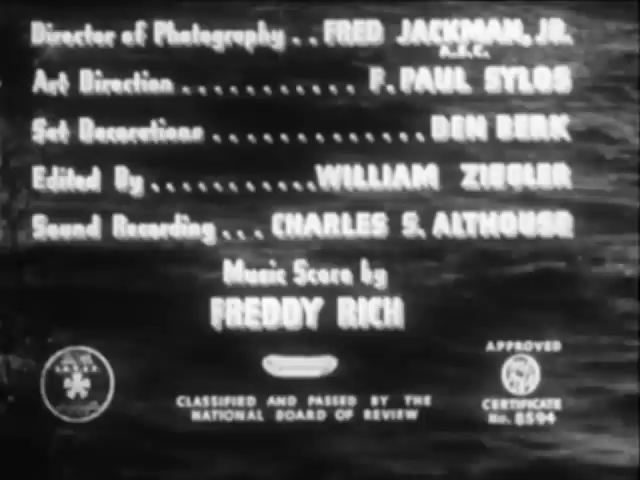 Director of Photography . . FRED JACKMAN, JR.
A.S.C.
Art Direction . . . . . . . . . . . F. PAUL SYLOS
Set Decorations . . . . . . . . . . . . . BEN BERK
Edited By . . . . . . . . . . . . WILLIAM ZIEGLER
Sound Recording . . . CHARLES S. ALTHOUSE
Music Score by
FREDDY RICH
APPROVED
CERTIFICATE
No. 8594
CLASSIFIED AND PASSED BY THE
NATIONAL BOARD OF REVIEW